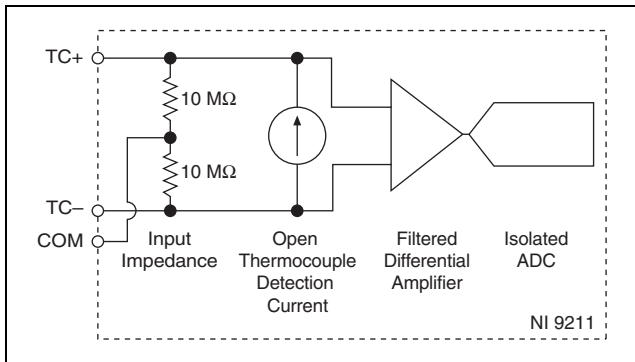 TC+
10 MΩ
10 MΩ
TC–
COM
Input
Impedance
Open
Thermocouple
Detection
Current
Filtered
Differential
Amplifier
Isolated
ADC
NI 9211